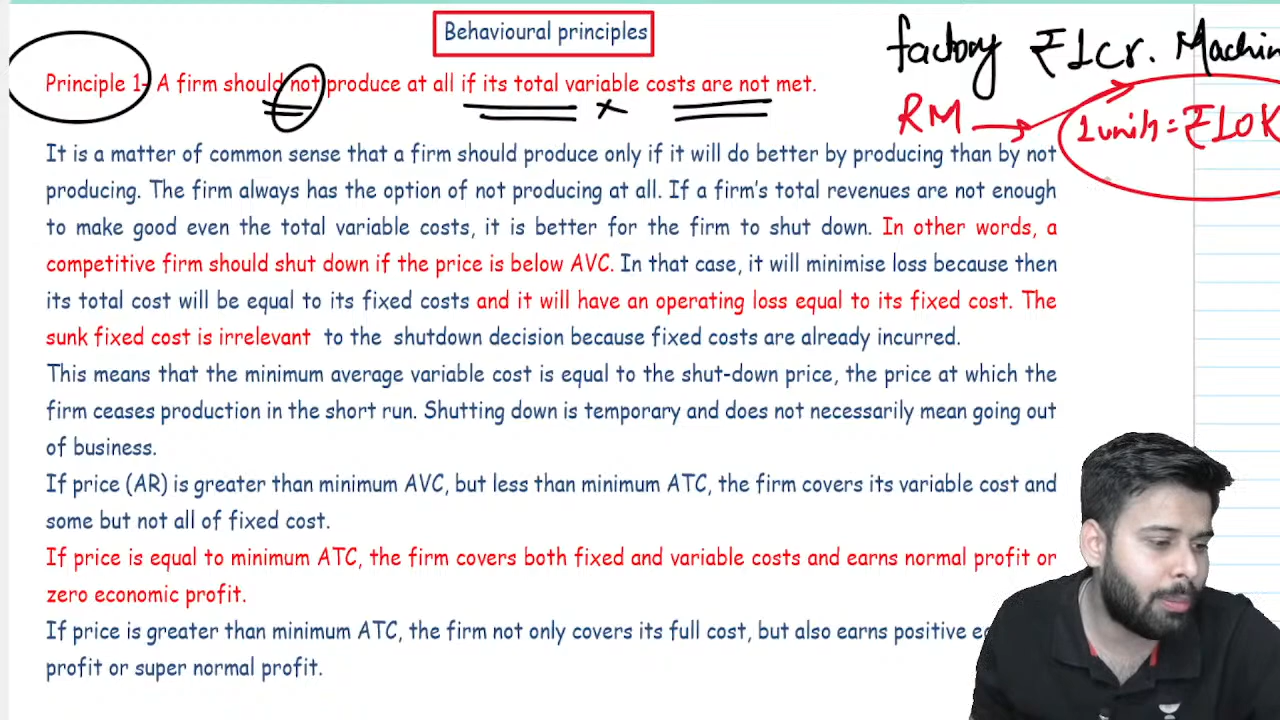 Behavioural principles
factory ₹1cr. Machin
Principle 1- A firm should not produce at all if its total variable costs are not met.
RM → 1 unit = ₹10K
It is a matter of common sense that a firm should produce only if it will do better by producing than by not
producing. The firm always has the option of not producing at all. If a firm's total revenues are not enough
to make good even the total variable costs, it is better for the firm to shut down. In other words, a
competitive firm should shut down if the price is below AVC. In that case, it will minimise loss because then
its total cost will be equal to its fixed costs and it will have an operating loss equal to its fixed cost. The
sunk fixed cost is irrelevant to the shutdown decision because fixed costs are already incurred.
This means that the minimum average variable cost is equal to the shut-down price, the price at which the
firm ceases production in the short run. Shutting down is temporary and does not necessarily mean going out
of business.
If price (AR) is greater than minimum AVC, but less than minimum ATC, the firm covers its variable cost and
some but not all of fixed cost.
If price is equal to minimum ATC, the firm covers both fixed and variable costs and earns normal profit or
zero economic profit.
If price is greater than minimum ATC, the firm not only covers its full cost, but also earns positive e
profit or super normal profit.